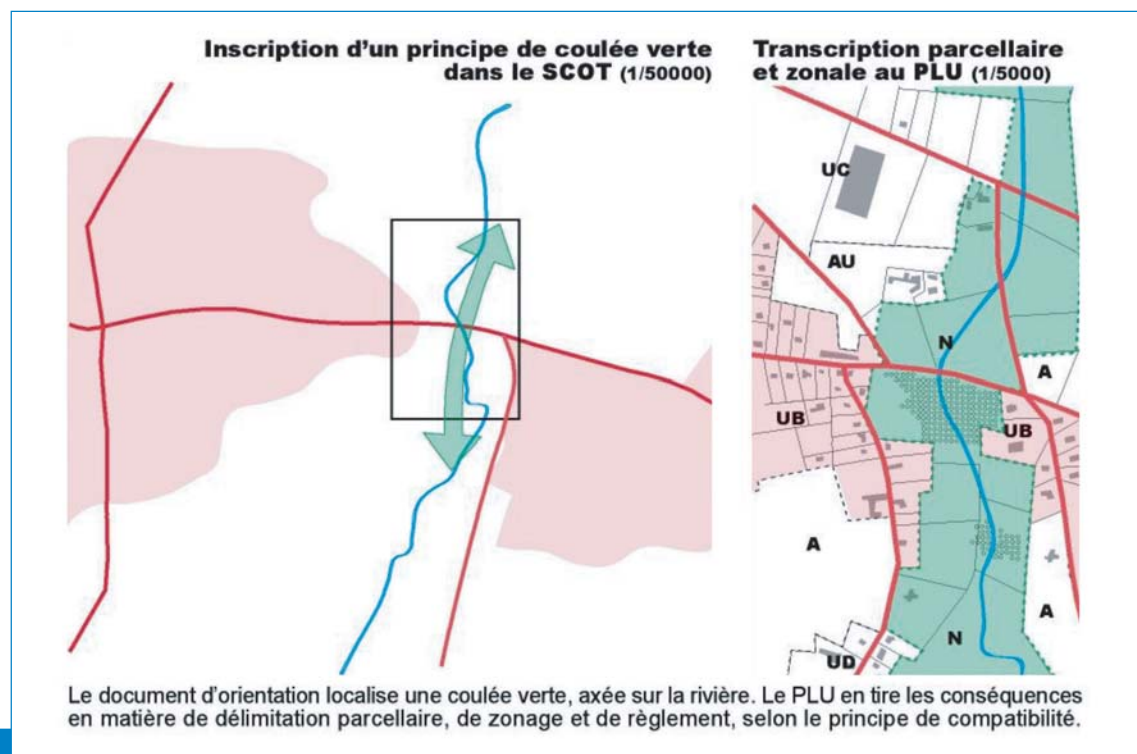 Inscription d'un principe de coulée verte
dans le SCOT (1/50000)
Transcription parcellaire
et zonale au PLU (1/5000)
UC
AU
N
A
UB
UB
A
A
N
UD
Le document d'orientation localise une coulée verte, axée sur la rivière. Le PLU en tire les conséquences
en matière de délimitation parcellaire, de zonage et de règlement, selon le principe de compatibilité.